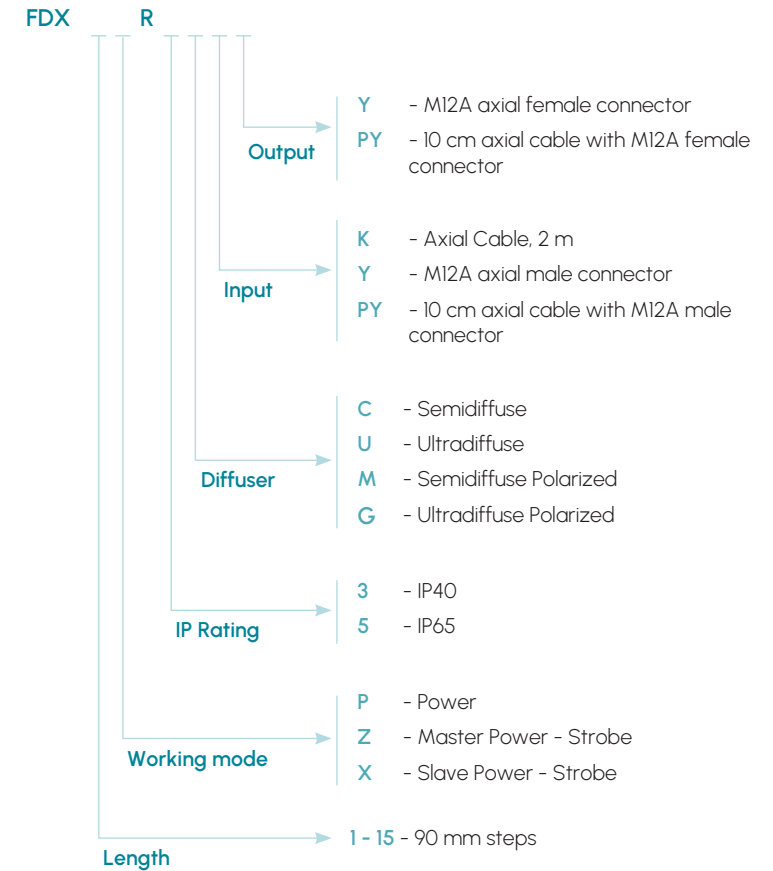 FDX R
Y - M12A axial female connector
PY - 10 cm axial cable with M12A female
connector
Output
K - Axial Cable, 2 m
Y - M12A axial male connector
PY - 10 cm axial cable with M12A male
connector
Input
C - Semidiffuse
U - Ultradiffuse
M - Semidiffuse Polarized
G - Ultradiffuse Polarized
Diffuser
3 - IP40
5 - IP65
IP Rating
P - Power
Z - Master Power - Strobe
X - Slave Power - Strobe
Working mode
1 - 15 - 90 mm steps
Length